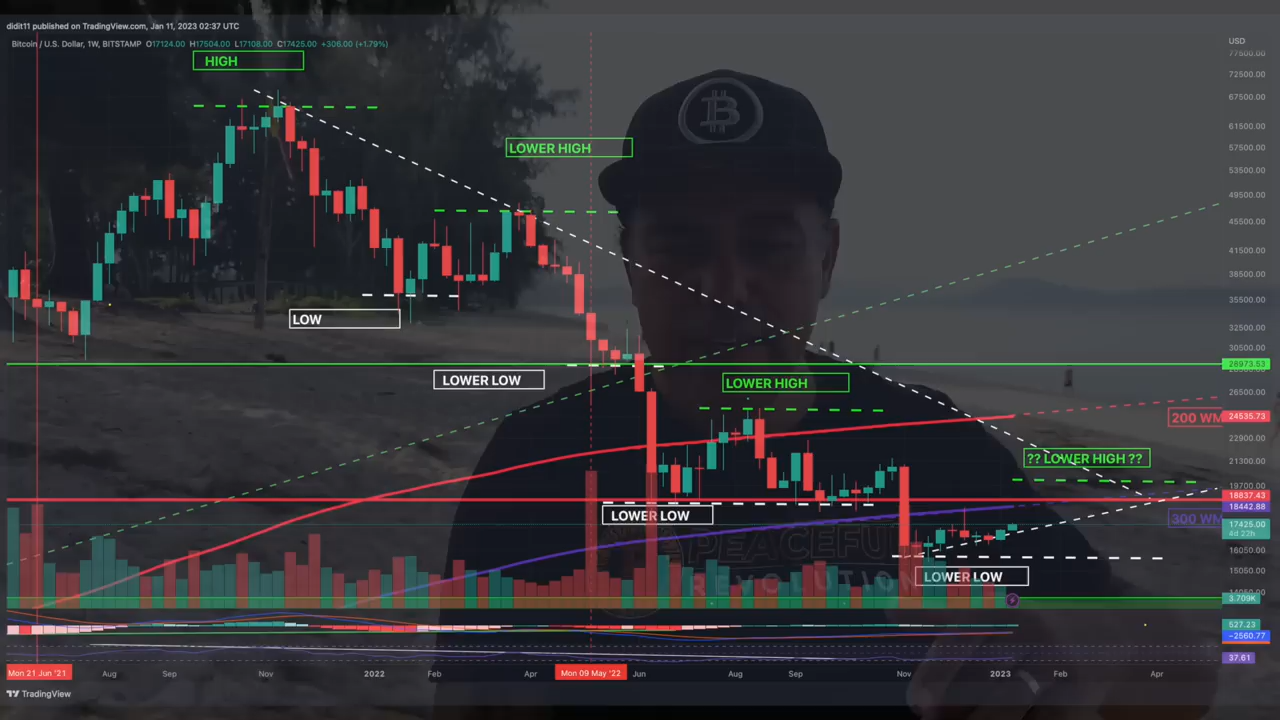 didit11 published on TradingView.com, Jan 11, 2023 02:37 UTC
Bitcoin / U.S. Dollar, 1W, BITSTAMP O17124.00 H17504.00 L17108.00 C17425.00 +306.00 (+1.79%)
USD
HIGH
77500.00
72500.00
67500.00
61500.00
LOWER HIGH
57500.00
53500.00
49500.00
45500.00
41500.00
38500.00
35500.00
LOW
32500.00
30500.00
28973.53
LOWER LOW
LOWER HIGH
26500.00
200 WM
24535.73
22900.00
?? LOWER HIGH ??
21300.00
19700.00
18837.43
18442.88
LOWER LOW
300 WM
17425.00
4d 22h
PEACEFUL
REVOLUTION
16050.00
15050.00
LOWER LOW
3.709K
527.23
−2560.77
37.61
Mon 21 Jun '21
Aug
Sep
Nov
2022
Feb
Apr
Mon 09 May '22
Jun
Aug
Sep
Nov
2023
Feb
Apr
TradingView